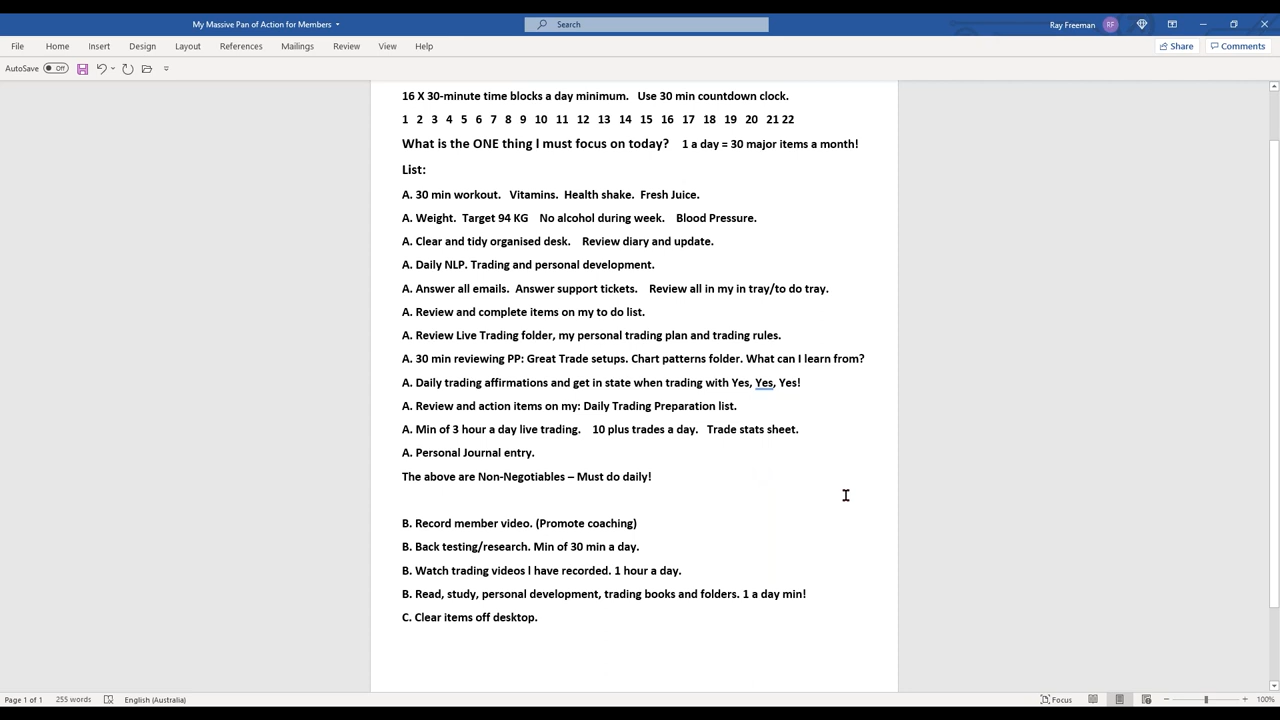 My Massive Pan of Action for Members
Search
Ray Freeman
RF
File Home Insert Design Layout References Mailings Review View Help
Share
Comments
AutoSave Off
16 X 30-minute time blocks a day minimum. Use 30 min countdown clock.
1 2 3 4 5 6 7 8 9 10 11 12 13 14 15 16 17 18 19 20 21 22
What is the ONE thing I must focus on today? 1 a day = 30 major items a month!
List:
A. 30 min workout. Vitamins. Health shake. Fresh Juice.
A. Weight. Target 94 KG No alcohol during week. Blood Pressure.
A. Clear and tidy organised desk. Review diary and update.
A. Daily NLP. Trading and personal development.
A. Answer all emails. Answer support tickets. Review all in my in tray/to do tray.
A. Review and complete items on my to do list.
A. Review Live Trading folder, my personal trading plan and trading rules.
A. 30 min reviewing PP: Great Trade setups. Chart patterns folder. What can I learn from?
A. Daily trading affirmations and get in state when trading with Yes, Yes, Yes!
A. Review and action items on my: Daily Trading Preparation list.
A. Min of 3 hour a day live trading. 10 plus trades a day. Trade stats sheet.
A. Personal Journal entry.
The above are Non-Negotiables – Must do daily!
B. Record member video. (Promote coaching)
B. Back testing/research. Min of 30 min a day.
B. Watch trading videos I have recorded. 1 hour a day.
B. Read, study, personal development, trading books and folders. 1 a day min!
C. Clear items off desktop.
Page 1 of 1 255 words English (Australia) Focus 100%